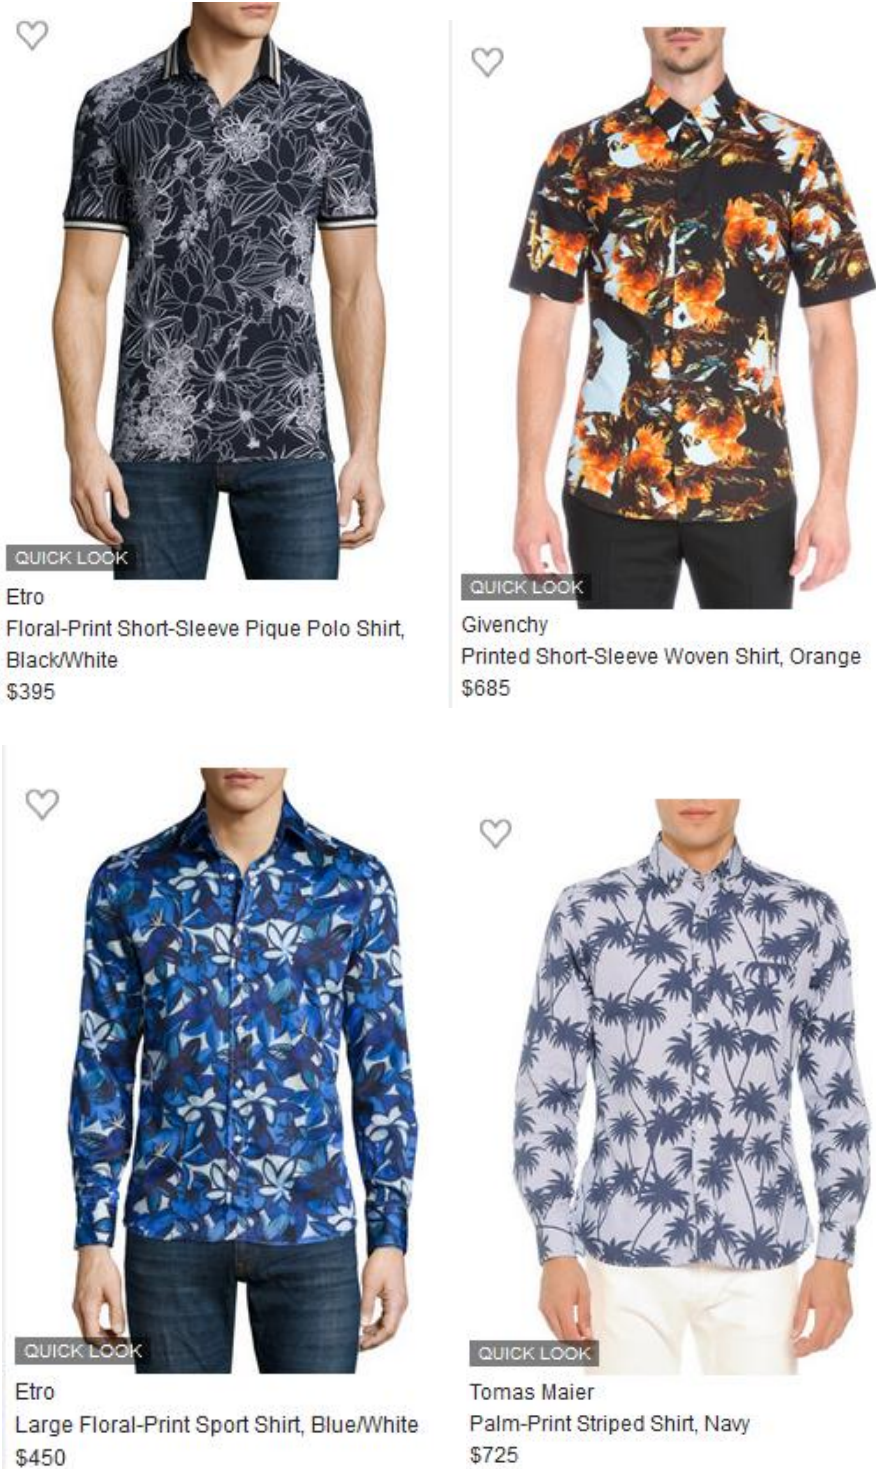 QUICK LOOK
Etro
Floral-Print Short-Sleeve Pique Polo Shirt,
Black/White
$395
QUICK LOOK
Givenchy
Printed Short-Sleeve Woven Shirt, Orange
$685
QUICK LOOK
Etro
Large Floral-Print Sport Shirt, Blue/White
$450
QUICK LOOK
Tomas Maier
Palm-Print Striped Shirt, Navy
$725